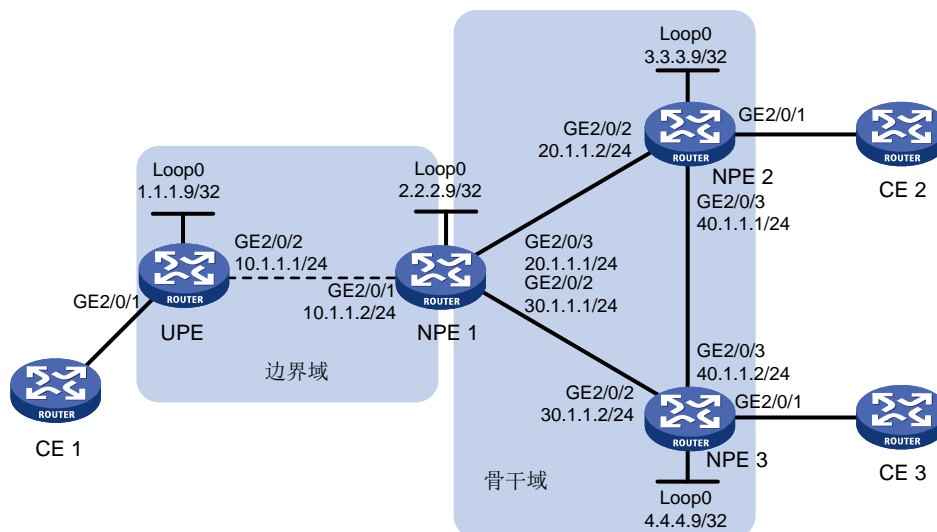 Loop0
3.3.3.9/32
GE2/0/1
GE2/0/2
20.1.1.2/24
ROUTER
ROUTER
NPE 2
CE 2
Loop0
1.1.1.9/32
Loop0
2.2.2.9/32
GE2/0/3
40.1.1.1/24
GE2/0/2
10.1.1.1/24
GE2/0/3
20.1.1.1/24
GE2/0/2
30.1.1.1/24
GE2/0/1
10.1.1.2/24
GE2/0/1
ROUTER
ROUTER
UPE
NPE 1
边界域
GE2/0/3
40.1.1.2/24
GE2/0/2
30.1.1.2/24
GE2/0/1
ROUTER
CE 1
ROUTER
ROUTER
NPE 3
CE 3
骨干域
Loop0
4.4.4.9/32